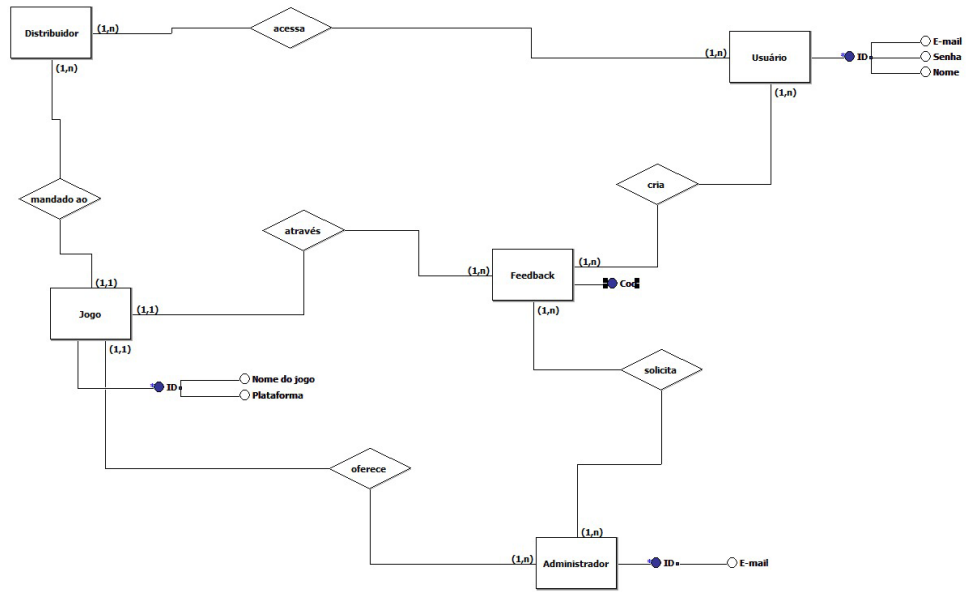 Distribuidor
(1,n)
acessa
(1,n)
(1,n)
Usuário
ID
E-mail
Senha
Nome
(1,n)
mandado ao
cria
através
(1,n)
(1,n)
Feedback
Cod
(1,n)
(1,1)
Jogo
(1,1)
(1,1)
ID
Nome do jogo
Plataforma
solicita
oferece
(1,n)
(1,n)
Administrador
ID
E-mail